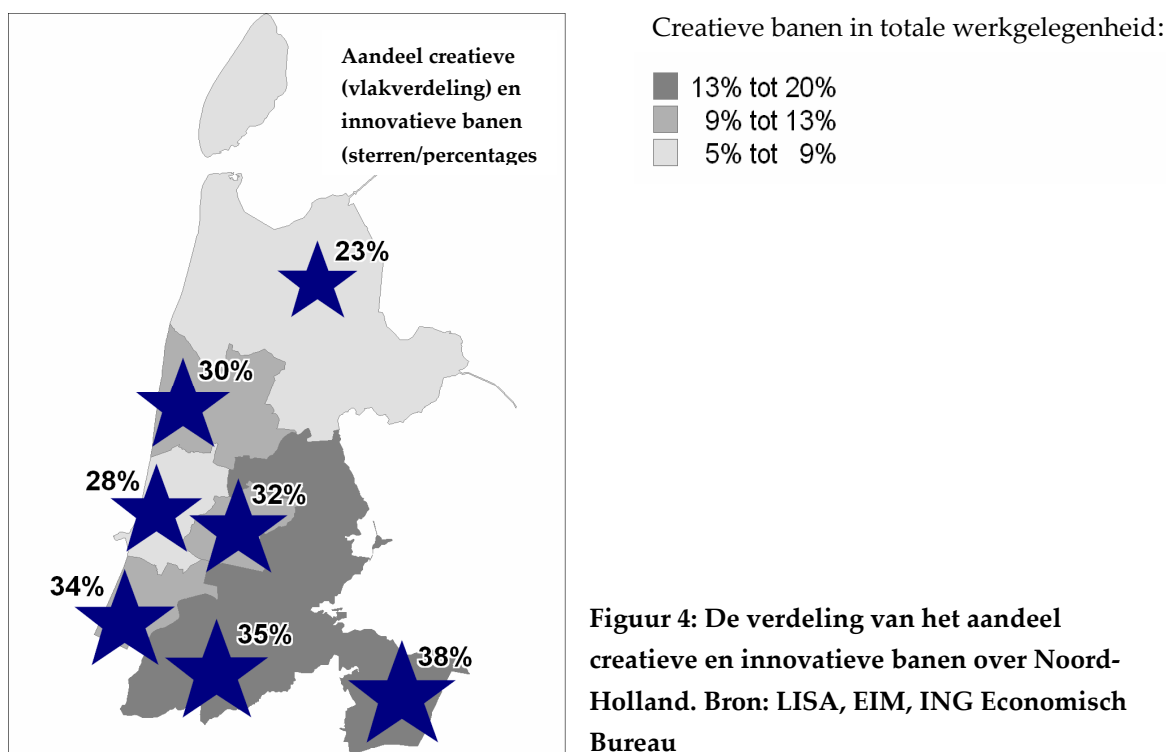 Aandeel creatieve
(vlakverdeling) en
innovatieve banen
(sterren/percentages
23%
30%
28%
32%
34%
35%
38%
Creatieve banen in totale werkgelegenheid:
13% tot 20%
9% tot 13%
5% tot 9%
Figuur 4: De verdeling van het aandeel
creatieve en innovatieve banen over Noord-
Holland. Bron: LISA, EIM, ING Economisch
Bureau